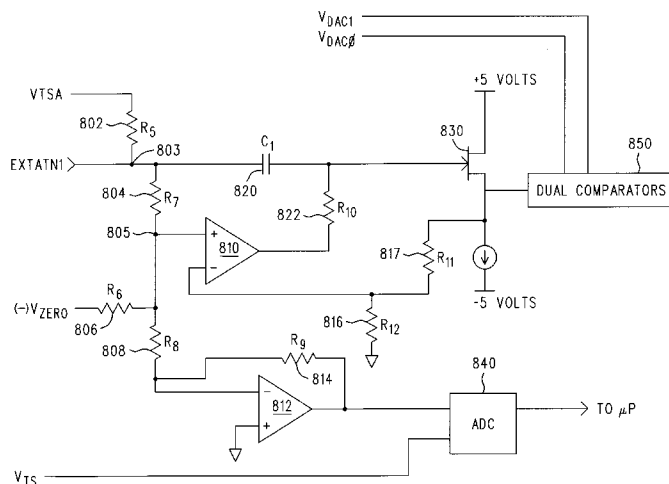 VDAC1
VDACØ
+5 VOLTS
VTSA
802
R5
830
850
C1
EXTATN1
803
820
DUAL COMPARATORS
804
R7
822
R10
805
+
810
−
817
R11
-5 VOLTS
(-)VZERO
R6
806
816
R12
808
R8
R9
814
840
812
−
+
ADC
TO μP
VTS